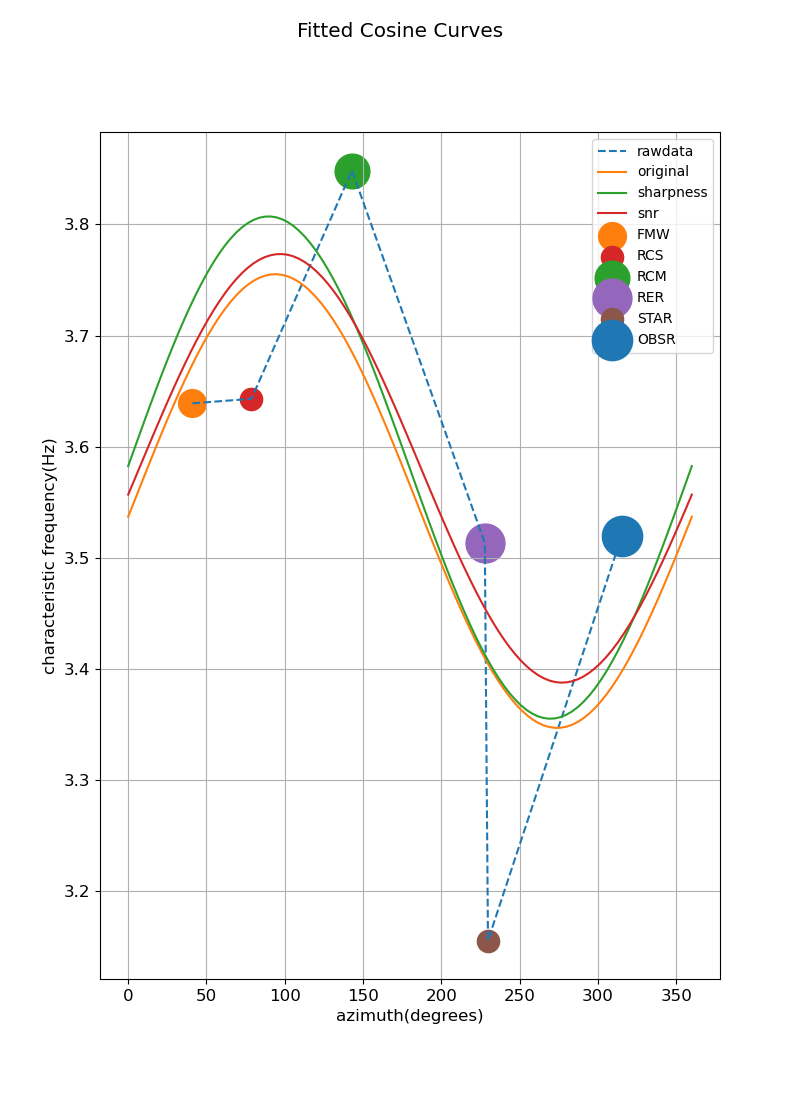 Fitted Cosine Curves
rawdata
original
sharpness
snr
FMW
RCS
RCM
RER
STAR
OBSR
characteristic frequency(Hz)
3.8
3.7
3.6
3.5
3.4
3.3
3.2
0 50 100 150 200 250 300 350
azimuth(degrees)